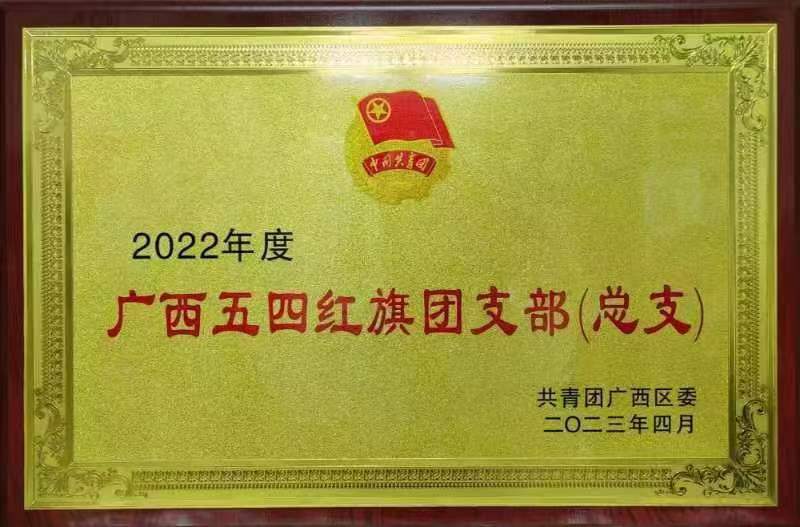 中国共青团
2022年度
广西五四红旗团支部(总支)
共青团广西区委
二〇二三年四月